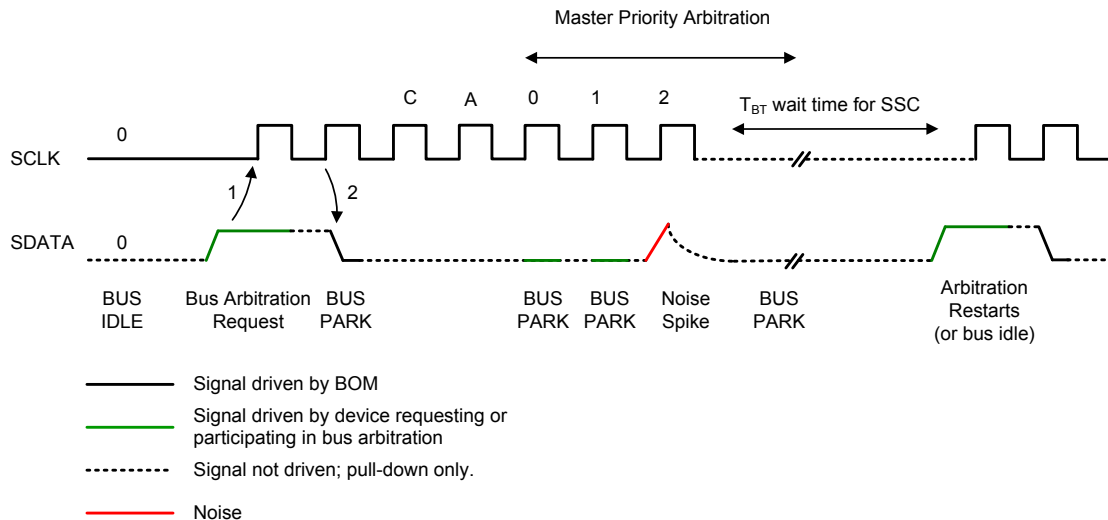 Master Priority Arbitration
C A 0 1 2
T_BT wait time for SSC
0
SCLK
1 2
SDATA 0
BUS IDLE
Bus Arbitration Request
BUS PARK
BUS PARK
BUS PARK
Noise Spike
BUS PARK
Arbitration Restarts (or bus idle)
Signal driven by BOM
Signal driven by device requesting or
participating in bus arbitration
Signal not driven; pull-down only.
Noise